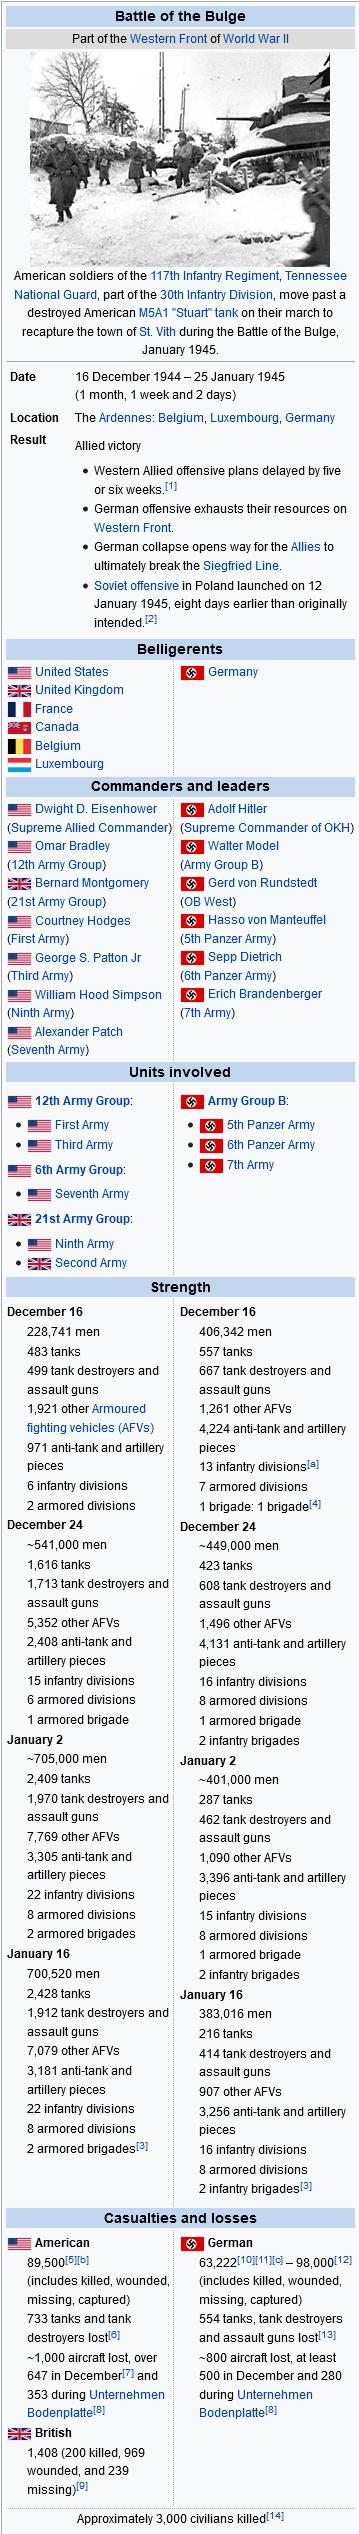 Battle of the Bulge
Part of the Western Front of World War II
American soldiers of the 117th Infantry Regiment, Tennessee
National Guard, part of the 30th Infantry Division, move past a
destroyed American M5A1 "Stuart" tank on their march to
recapture the town of St. Vith during the Battle of the Bulge,
January 1945.
Date 16 December 1944 – 25 January 1945
(1 month, 1 week and 2 days)
Location The Ardennes: Belgium, Luxembourg, Germany
Result Allied victory
• Western Allied offensive plans delayed by five
or six weeks.[1]
• German offensive exhausts their resources on
Western Front.
• German collapse opens way for the Allies to
ultimately break the Siegfried Line.
• Soviet offensive in Poland launched on 12
January 1945, eight days earlier than originally
intended.[2]
Belligerents
United States
United Kingdom
France
Canada
Belgium
Luxembourg
Germany
Commanders and leaders
Dwight D. Eisenhower
(Supreme Allied Commander)
Omar Bradley
(12th Army Group)
Bernard Montgomery
(21st Army Group)
Courtney Hodges
(First Army)
George S. Patton Jr
(Third Army)
William Hood Simpson
(Ninth Army)
Alexander Patch
(Seventh Army)
Adolf Hitler
(Supreme Commander of OKH)
Walter Model
(Army Group B)
Gerd von Rundstedt
(OB West)
Hasso von Manteuffel
(5th Panzer Army)
Sepp Dietrich
(6th Panzer Army)
Erich Brandenberger
(7th Army)
Units involved
12th Army Group:
• First Army
• Third Army
6th Army Group:
• Seventh Army
21st Army Group:
• Ninth Army
• Second Army
Army Group B:
• 5th Panzer Army
• 6th Panzer Army
• 7th Army
Strength
December 16
228,741 men
483 tanks
499 tank destroyers and
assault guns
1,921 other Armoured
fighting vehicles (AFVs)
971 anti-tank and artillery
pieces
6 infantry divisions
2 armored divisions
December 24
~541,000 men
1,616 tanks
1,713 tank destroyers and
assault guns
5,352 other AFVs
2,408 anti-tank and
artillery pieces
15 infantry divisions
6 armored divisions
1 armored brigade
January 2
~705,000 men
2,409 tanks
1,970 tank destroyers and
assault guns
7,769 other AFVs
3,305 anti-tank and
artillery pieces
22 infantry divisions
8 armored divisions
2 armored brigades
January 16
700,520 men
2,428 tanks
1,912 tank destroyers and
assault guns
7,079 other AFVs
3,181 anti-tank and
artillery pieces
22 infantry divisions
8 armored divisions
2 armored brigades[3]
December 16
406,342 men
557 tanks
667 tank destroyers and
assault guns
1,261 other AFVs
4,224 anti-tank and artillery
pieces
13 infantry divisions[a]
7 armored divisions
1 brigade: 1 brigade[4]
December 24
~449,000 men
423 tanks
608 tank destroyers and
assault guns
1,496 other AFVs
4,131 anti-tank and artillery
pieces
16 infantry divisions
8 armored divisions
1 armored brigade
2 infantry brigades
January 2
~401,000 men
287 tanks
462 tank destroyers and
assault guns
1,090 other AFVs
3,396 anti-tank and artillery
pieces
15 infantry divisions
8 armored divisions
1 armored brigade
2 infantry brigades
January 16
383,016 men
216 tanks
414 tank destroyers and
assault guns
907 other AFVs
3,256 anti-tank and artillery
pieces
16 infantry divisions
8 armored divisions
2 infantry brigades[3]
Casualties and losses
American
89,500[5][b]
(includes killed, wounded,
missing, captured)
733 tanks and tank
destroyers lost[6]
~1,000 aircraft lost, over
647 in December[7] and
353 during Unternehmen
Bodenplatte[8]
British
1,408 (200 killed, 969
wounded, and 239
missing)[9]
German
63,222[10][11][c] – 98,000[12]
(includes killed, wounded,
missing, captured)
554 tanks, tank destroyers
and assault guns lost[13]
~800 aircraft lost, at least
500 in December and 280
during Unternehmen
Bodenplatte[8]
Approximately 3,000 civilians killed[14]